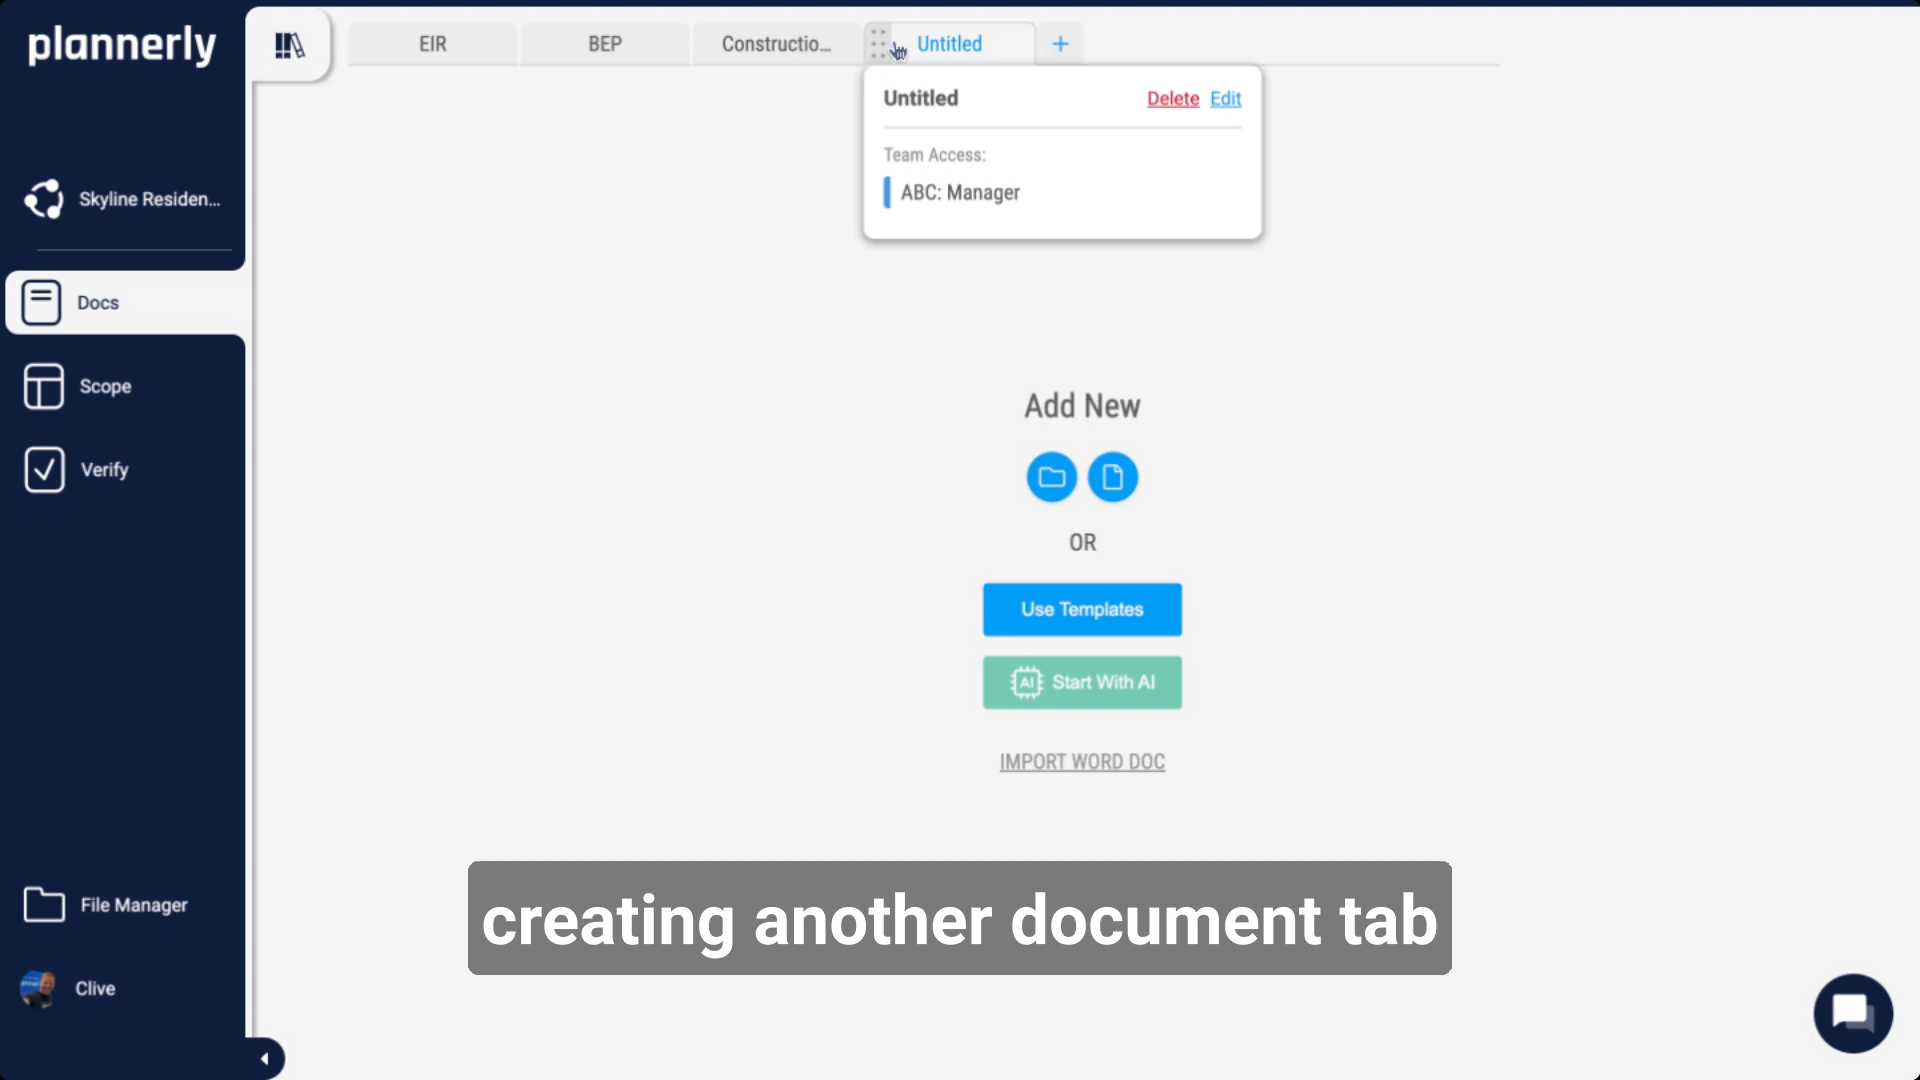 plannerly
EIR
BEP
Constructio...
Untitled
+
Untitled
Delete
Edit
Team Access:
ABC: Manager
Skyline Residen...
Docs
Scope
Verify
Add New
OR
Use Templates
AI
Start With AI
IMPORT WORD DOC
creating another document tab
File Manager
Clive